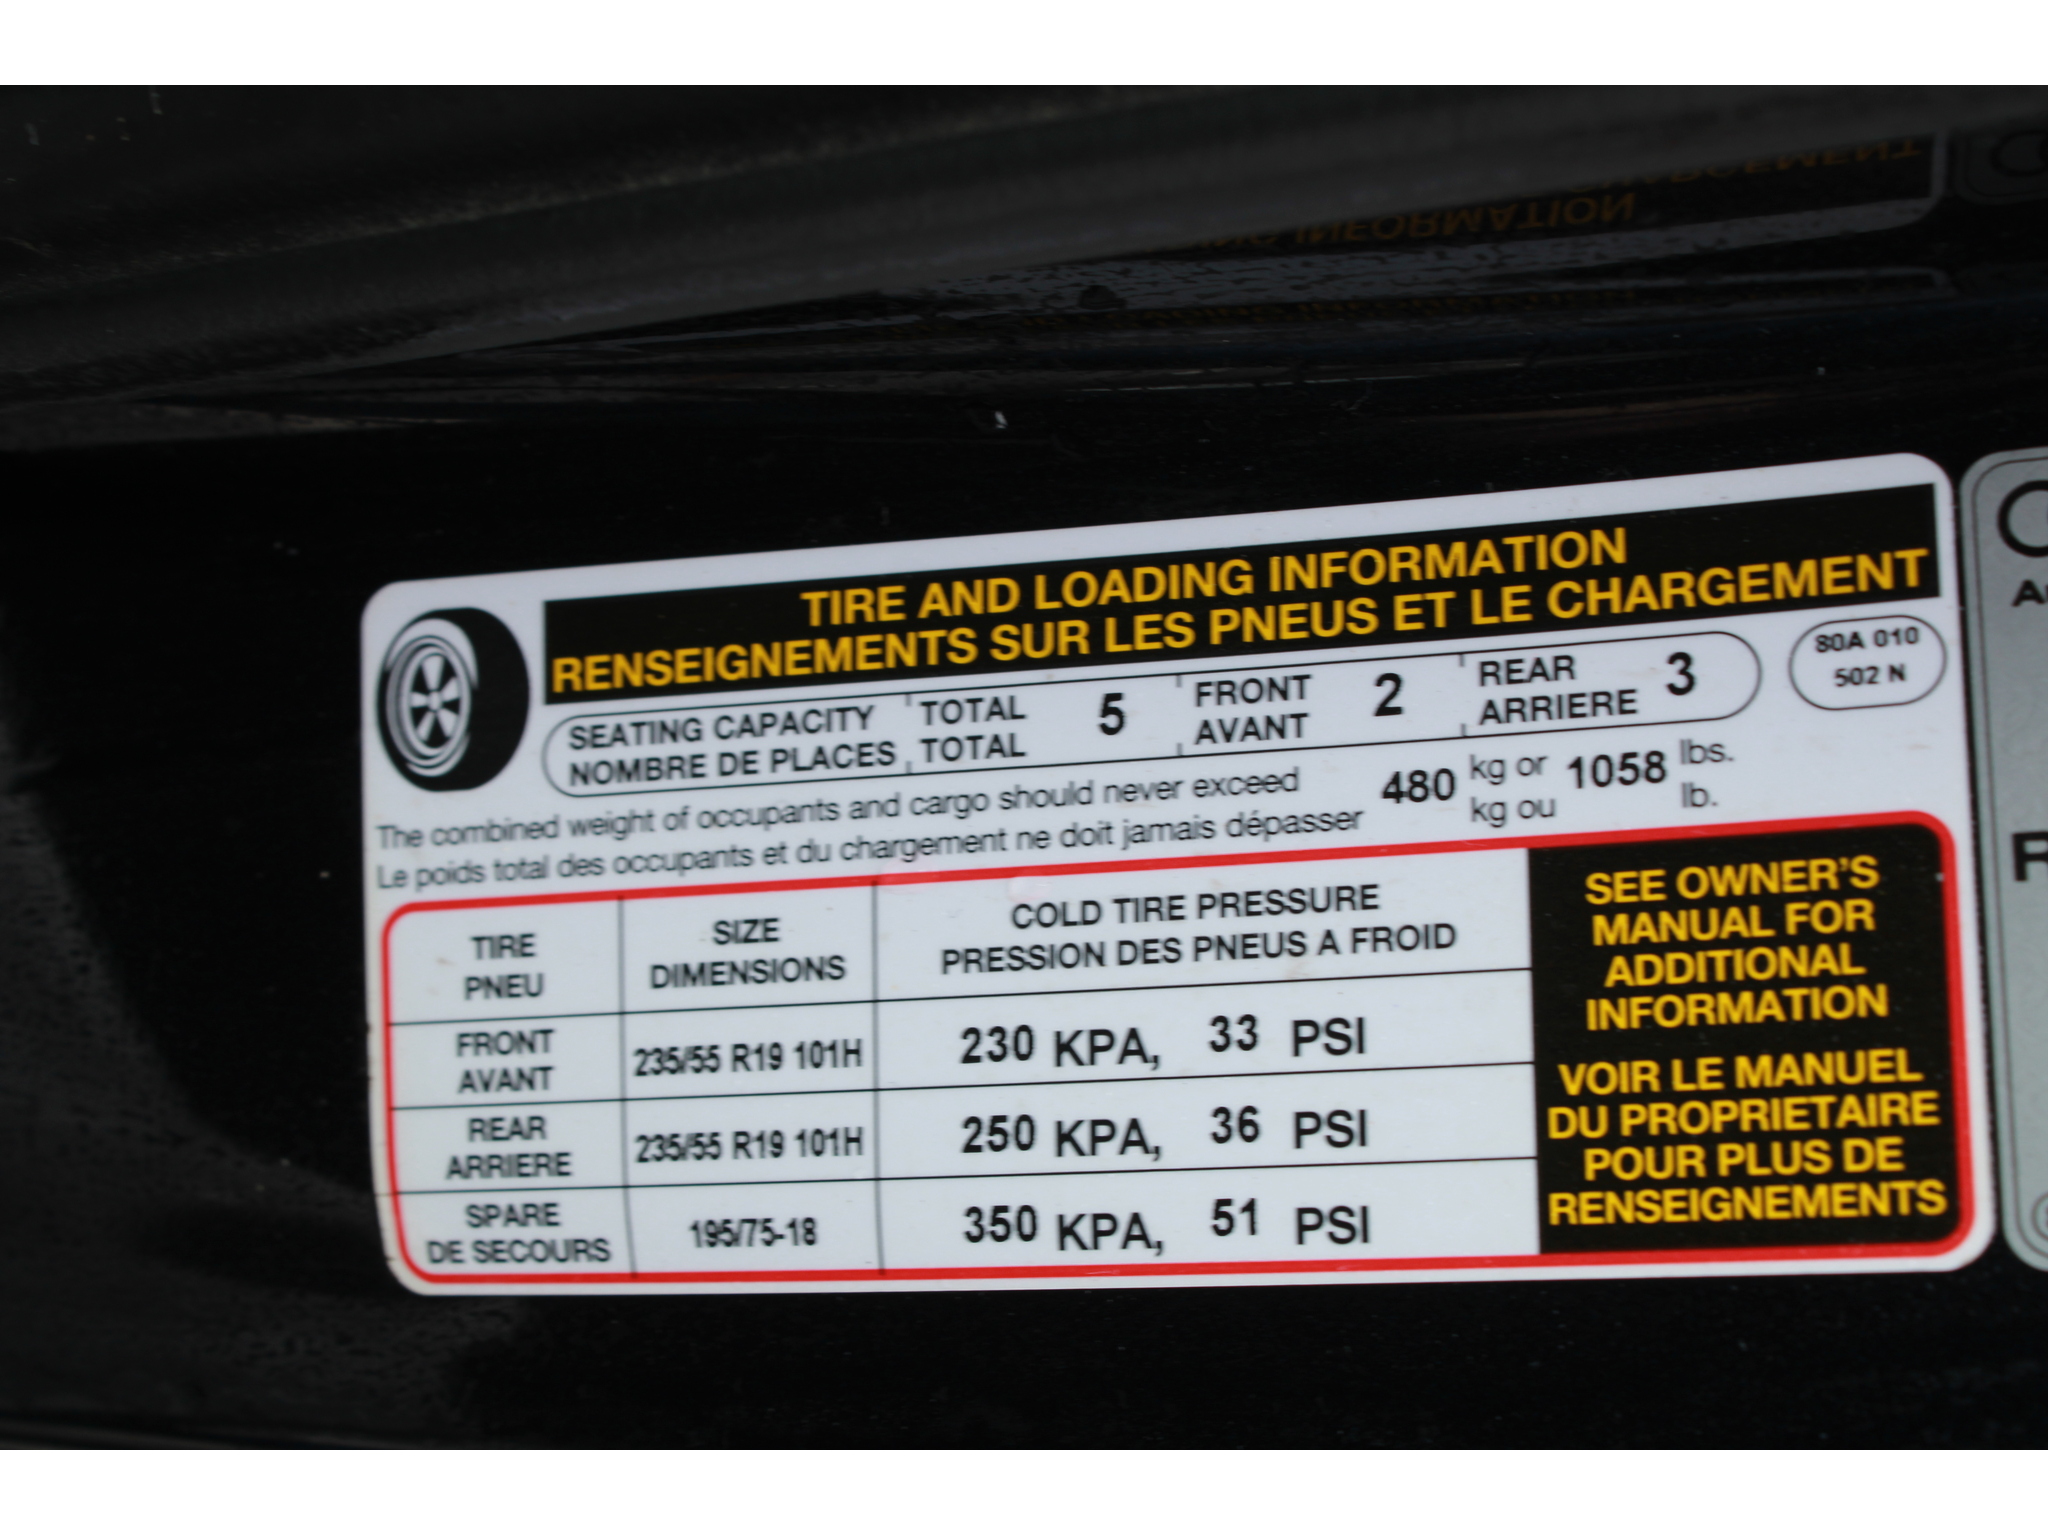 TIRE AND LOADING INFORMATION
RENSEIGNEMENTS SUR LES PNEUS ET LE CHARGEMENT
SEATING CAPACITY TOTAL 5 FRONT 2 REAR 3
NOMBRE DE PLACES TOTAL AVANT ARRIERE
80A 010
502 N
The combined weight of occupants and cargo should never exceed 480 kg or 1058 lbs.
Le poids total des occupants et du chargement ne doit jamais dépasser kg ou lb.
TIRE SIZE COLD TIRE PRESSURE
PNEU DIMENSIONS PRESSION DES PNEUS A FROID
FRONT 235/55 R19 101H 230 KPA, 33 PSI
AVANT
REAR 235/55 R19 101H 250 KPA, 36 PSI
ARRIERE
SPARE 195/75-18 350 KPA, 51 PSI
DE SECOURS
SEE OWNER'S
MANUAL FOR
ADDITIONAL
INFORMATION
VOIR LE MANUEL
DU PROPRIETAIRE
POUR PLUS DE
RENSEIGNEMENTS